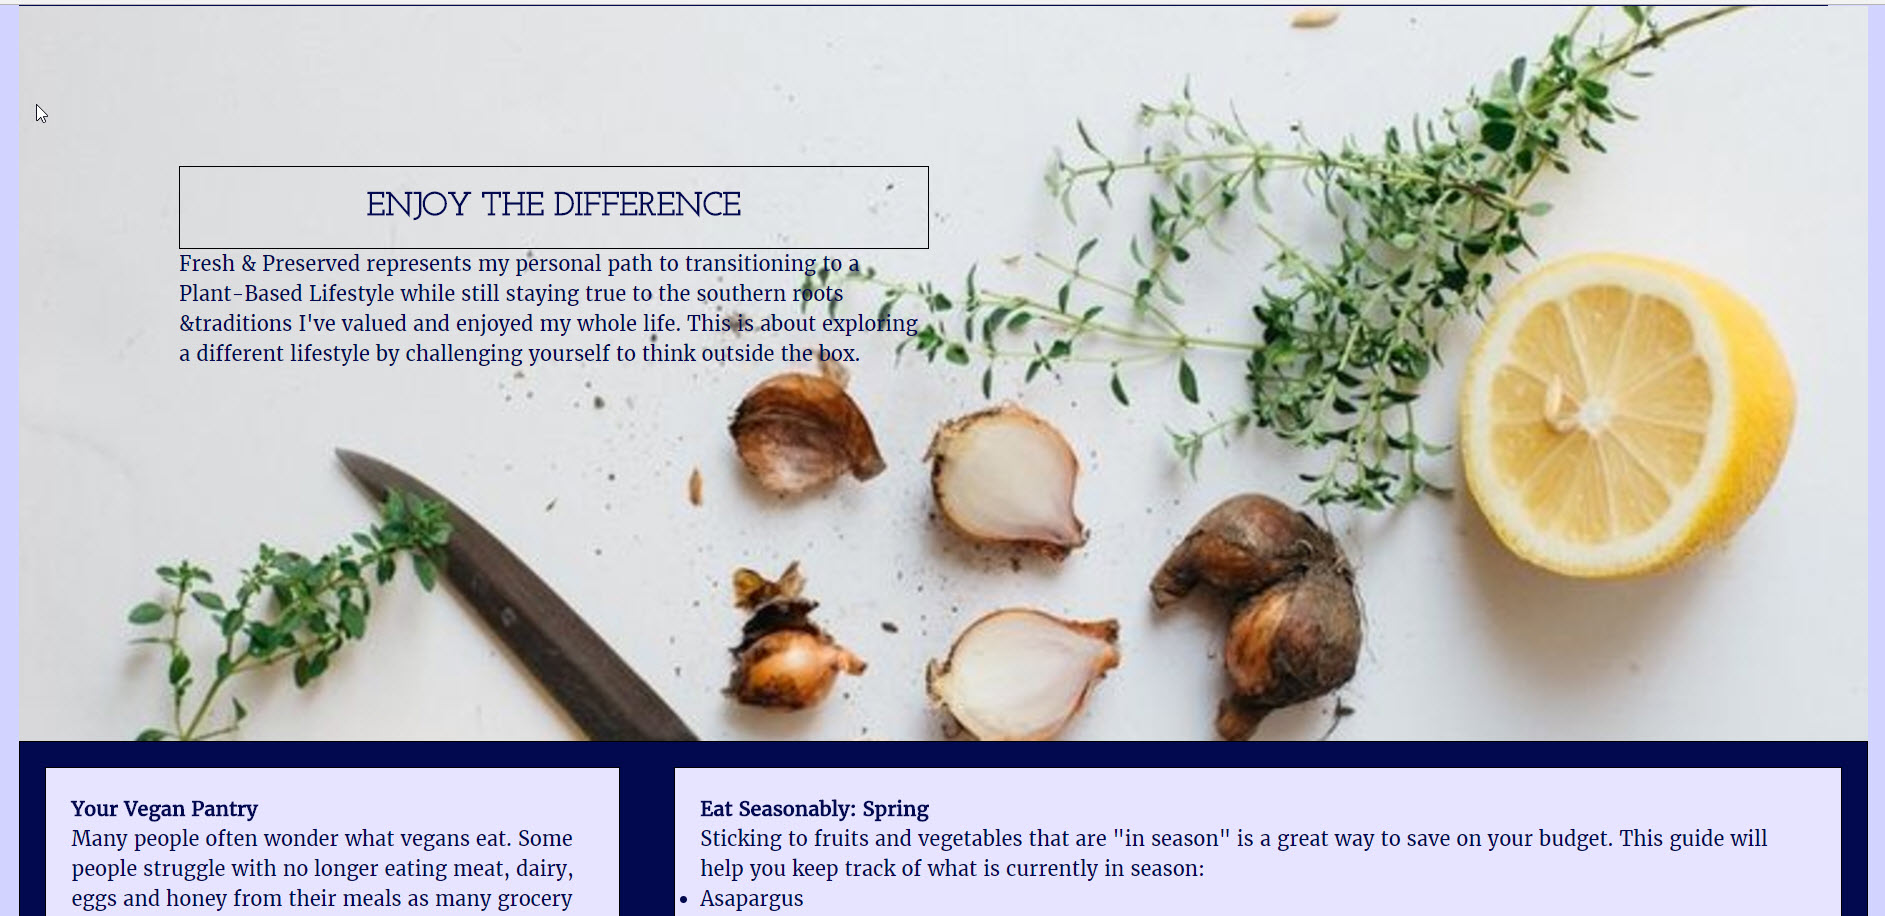 ENJOY THE DIFFERENCE
Fresh & Preserved represents my personal path to transitioning to a
Plant-Based Lifestyle while still staying true to the southern roots
&traditions I've valued and enjoyed my whole life. This is about exploring
a different lifestyle by challenging yourself to think outside the box.
Your Vegan Pantry
Many people often wonder what vegans eat. Some
people struggle with no longer eating meat, dairy,
eggs and honey from their meals as many grocery
Eat Seasonably: Spring
Sticking to fruits and vegetables that are "in season" is a great way to save on your budget. This guide will
help you keep track of what is currently in season:
• Asapargus